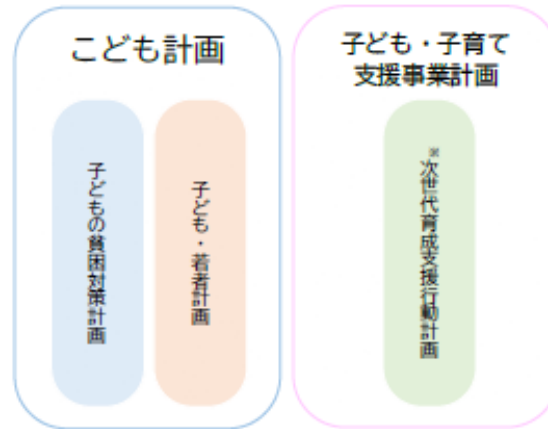 こども計画
子どもの貧困対策計画
子ども・若者計画
子ども・子育て
支援事業計画
※次世代育成支援行動計画